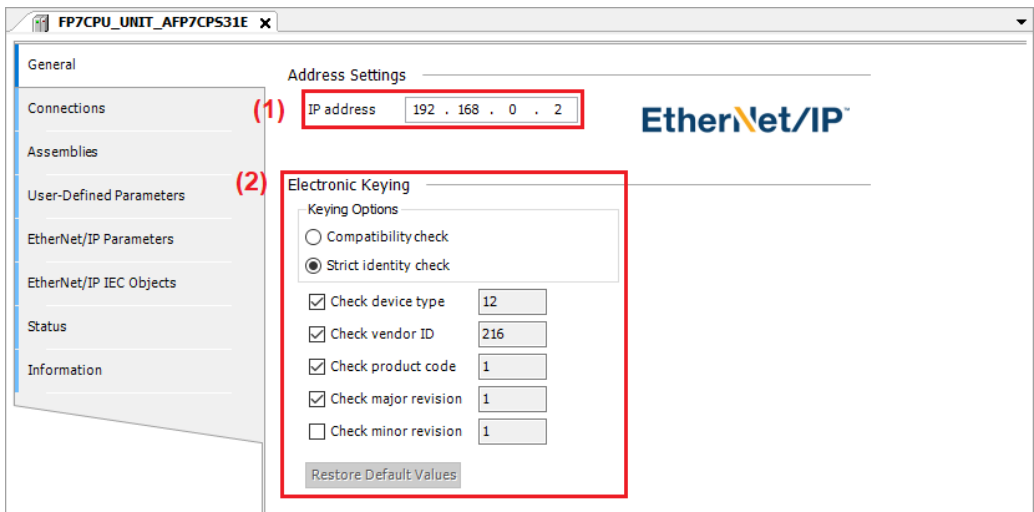 FP7CPU_UNIT_AFP7CPS31E
General
Connections
Assemblies
User-Defined Parameters
EtherNet/IP Parameters
EtherNet/IP IEC Objects
Status
Information
Address Settings
(1) IP address 192 . 168 . 0 . 2
EtherNet/IP™
(2) Electronic Keying
Keying Options
Compatibility check
Strict identity check
Check device type 12
Check vendor ID 216
Check product code 1
Check major revision 1
Check minor revision 1
Restore Default Values